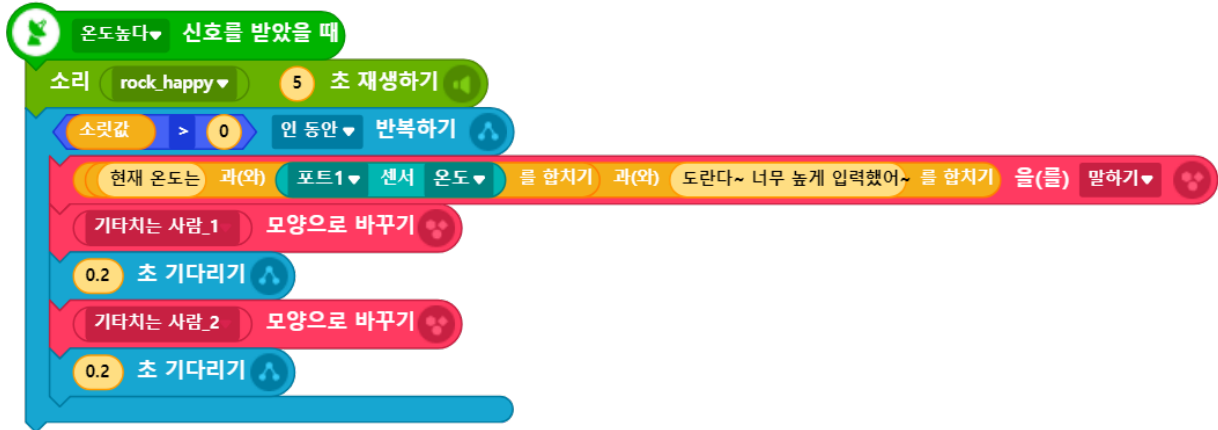 온도높다 신호를 받았을 때
소리 rock_happy 5 초 재생하기
소릿값 > 0 인 동안 반복하기
현재 온도는 과(와) 포트1 센서 온도 를 합치기 과(와) 도란다~ 너무 높게 입력했어~ 를 합치기 을(를) 말하기
기타치는 사람_1 모양으로 바꾸기
0.2 초 기다리기
기타치는 사람_2 모양으로 바꾸기
0.2 초 기다리기